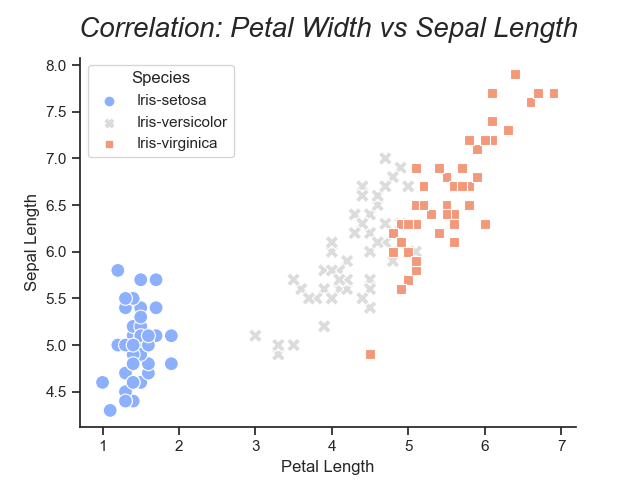 Correlation: Petal Width vs Sepal Length
Species
Iris-setosa
Iris-versicolor
Iris-virginica
Sepal Length
8.0
7.5
7.0
6.5
6.0
5.5
5.0
4.5
1 2 3 4 5 6 7
Petal Length